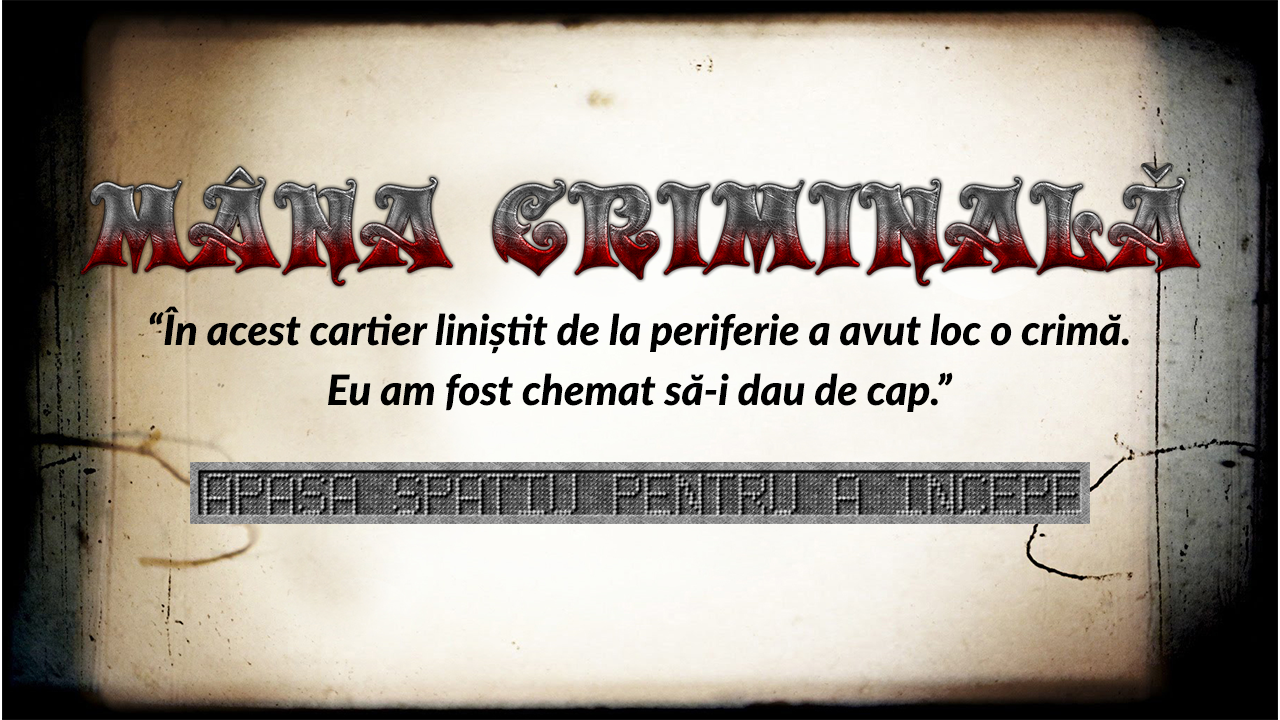 MÂNA CRIMINALĂ
“În acest cartier liniștit de la periferie a avut loc o crimă.
Eu am fost chemat să-i dau de cap.”
APASA SPATIU PENTRU A INCEPE